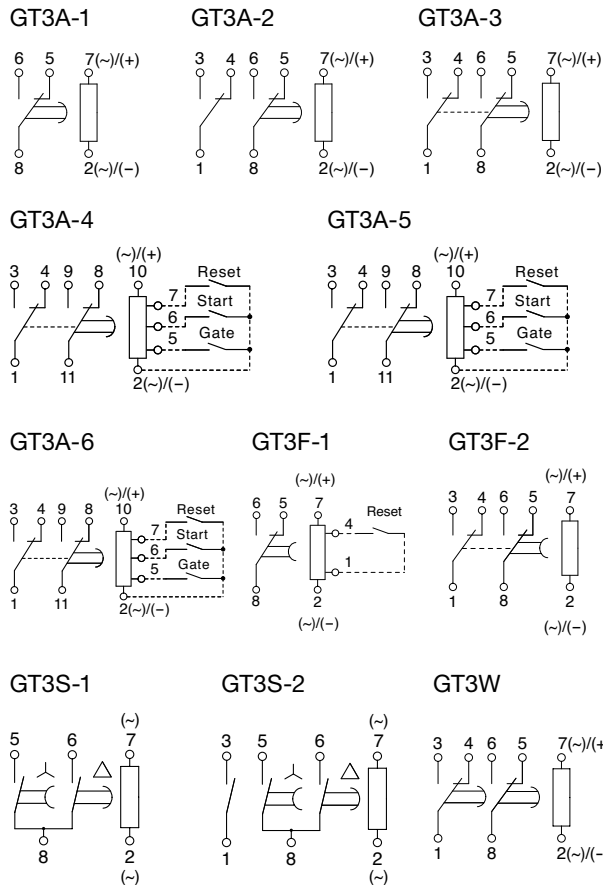 GT3A-1 GT3A-2 GT3A-3
6 5 7(~)/(+) 3 4 6 5 7(~)/(+) 3 4 6 5 7(~)/(+)
8 2(~)/(−) 1 8 2(~)/(−) 1 8 2(~)/(−)
GT3A-4 GT3A-5
(~)/(+) (~)/(+)
3 4 9 8 10 Reset 3 4 9 8 10 Reset
7 Start 7 Start
6 6
5 Gate 5 Gate
1 11 2(~)/(−) 1 11 2(~)/(−)
GT3A-6 GT3F-1 GT3F-2
(~)/(+) (~)/(+) (~)/(+)
3 4 9 8 10 Reset 6 5 7 Reset 3 4 6 5 7
7 Start 4
6
5 Gate 1
1 11 2(~)/(−) 8 2 1 8 2
(~)/(−) (~)/(−)
GT3S-1 GT3S-2 GT3W
(~) (~)
5 6 7 3 5 6 7 3 4 6 5 7(~)/(+
8 2 1 8 2 1 8 2(~)/(−
(~) (~)